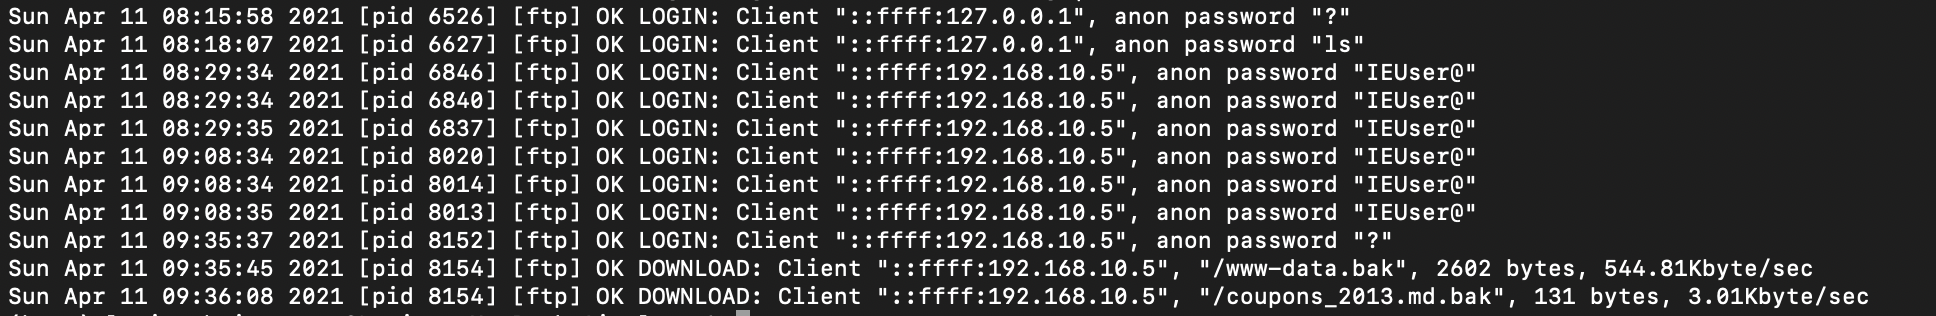 Sun Apr 11 08:15:58 2021 [pid 6526] [ftp] OK LOGIN: Client "::ffff:127.0.0.1", anon password "?"
Sun Apr 11 08:18:07 2021 [pid 6627] [ftp] OK LOGIN: Client "::ffff:127.0.0.1", anon password "ls"
Sun Apr 11 08:29:34 2021 [pid 6846] [ftp] OK LOGIN: Client "::ffff:192.168.10.5", anon password "IEUser@"
Sun Apr 11 08:29:34 2021 [pid 6840] [ftp] OK LOGIN: Client "::ffff:192.168.10.5", anon password "IEUser@"
Sun Apr 11 08:29:35 2021 [pid 6837] [ftp] OK LOGIN: Client "::ffff:192.168.10.5", anon password "IEUser@"
Sun Apr 11 09:08:34 2021 [pid 8020] [ftp] OK LOGIN: Client "::ffff:192.168.10.5", anon password "IEUser@"
Sun Apr 11 09:08:34 2021 [pid 8014] [ftp] OK LOGIN: Client "::ffff:192.168.10.5", anon password "IEUser@"
Sun Apr 11 09:08:35 2021 [pid 8013] [ftp] OK LOGIN: Client "::ffff:192.168.10.5", anon password "IEUser@"
Sun Apr 11 09:35:37 2021 [pid 8152] [ftp] OK LOGIN: Client "::ffff:192.168.10.5", anon password "?"
Sun Apr 11 09:35:45 2021 [pid 8154] [ftp] OK DOWNLOAD: Client "::ffff:192.168.10.5", "/www-data.bak", 2602 bytes, 544.81Kbyte/sec
Sun Apr 11 09:36:08 2021 [pid 8154] [ftp] OK DOWNLOAD: Client "::ffff:192.168.10.5", "/coupons_2013.md.bak", 131 bytes, 3.01Kbyte/sec